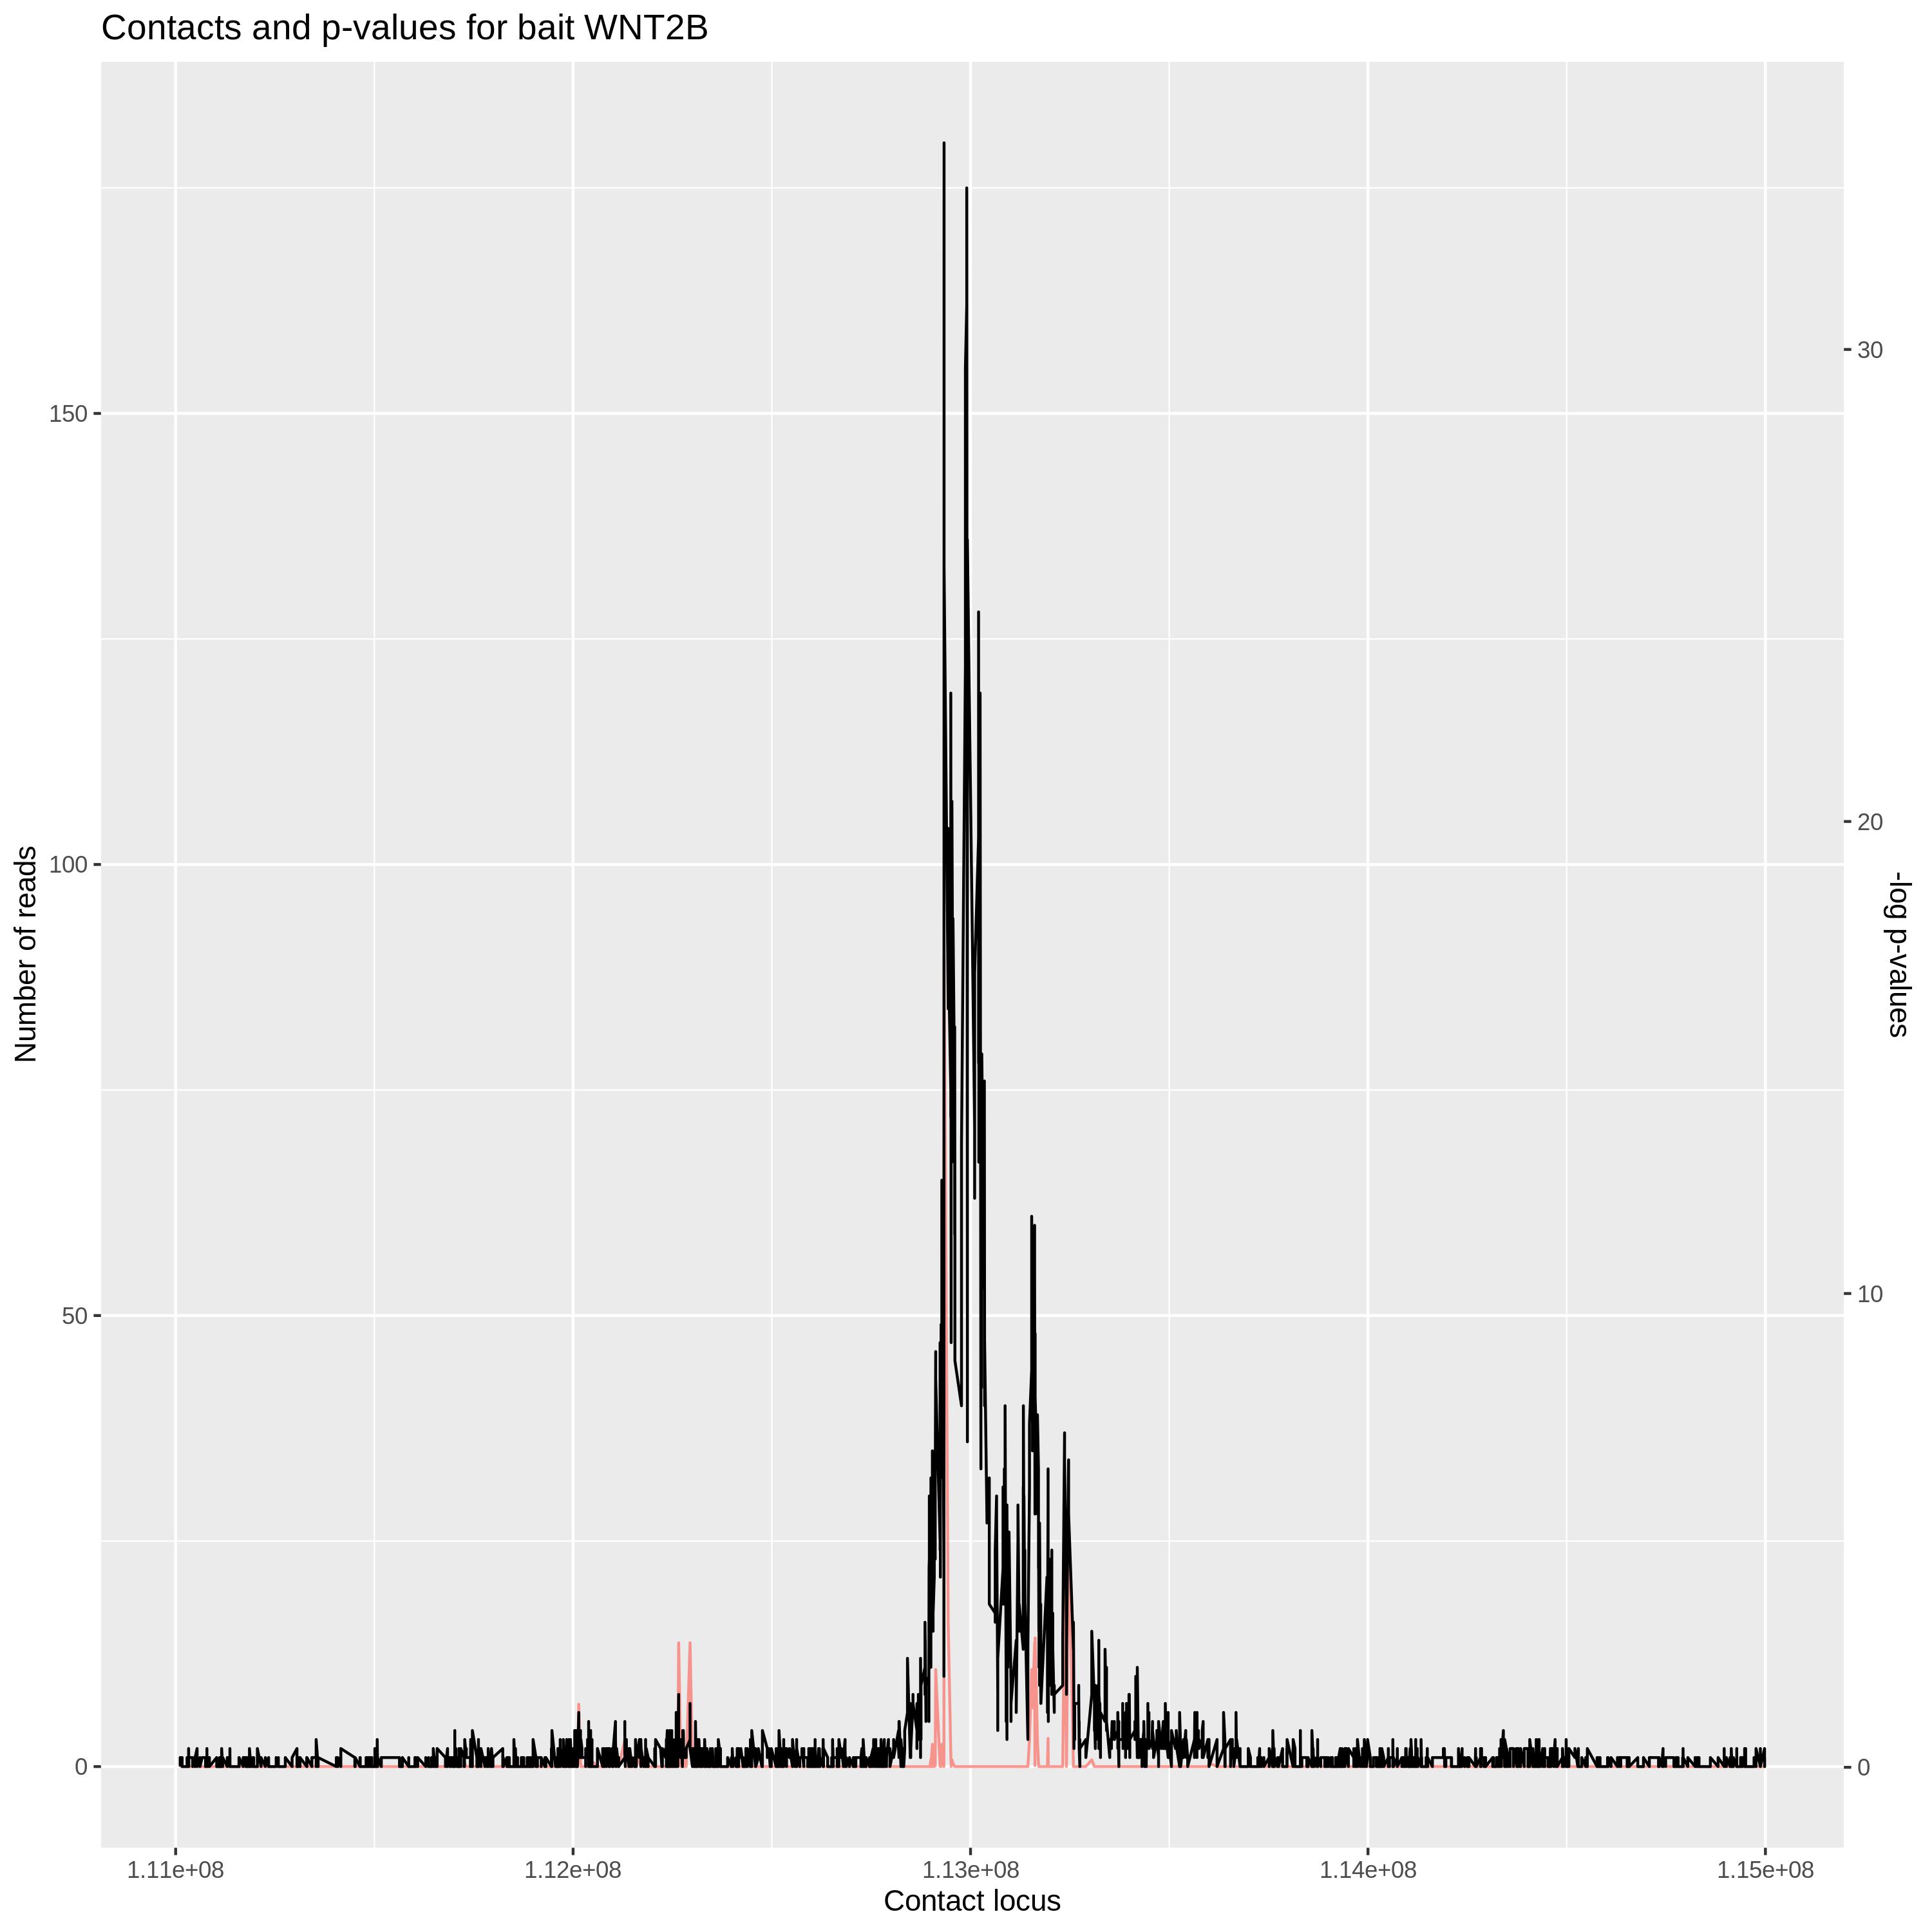 Contacts and p-values for bait WNT2B
Number of reads
150
100
50
0
30
20
10
0
-log p-values
1.11e+08
1.12e+08
1.13e+08
1.14e+08
1.15e+08
Contact locus